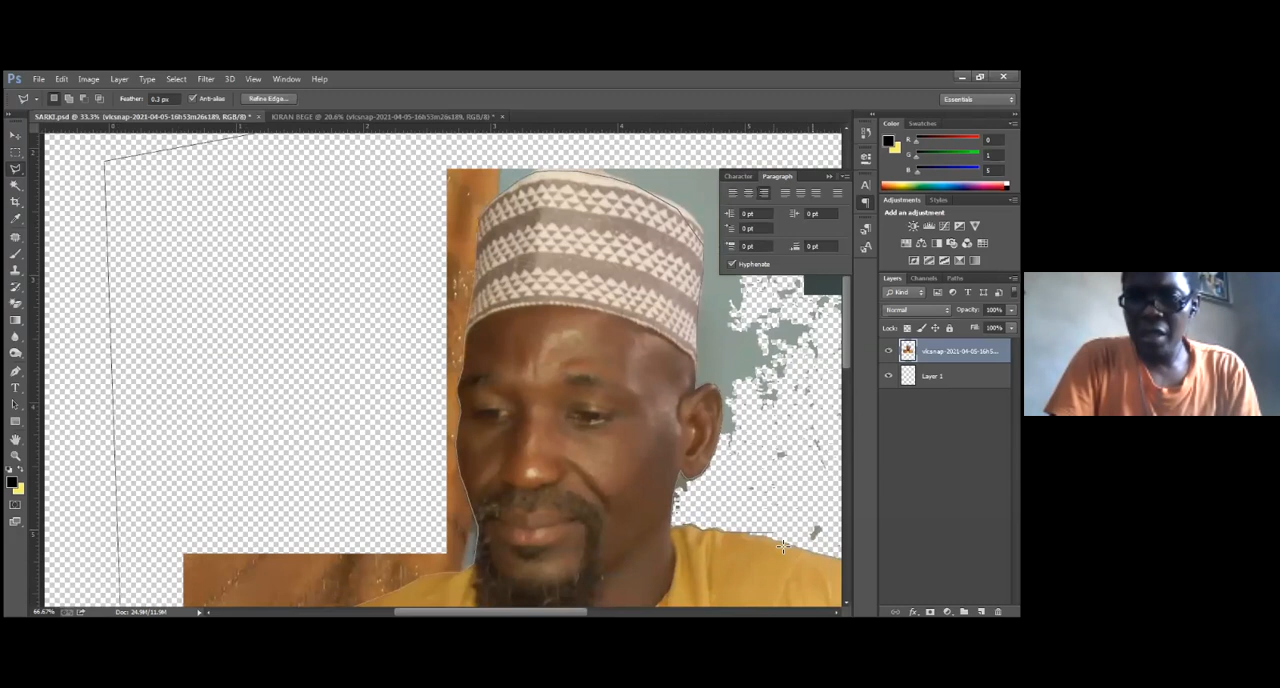 Ps File Edit Image Layer Type Select Filter 3D View Window Help
Feather: 0.3 px Anti-alias Refine Edge... Essentials
SARKI.psd @ 33.3% (vlcsnap-2021-04-05-16h53m26s189, RGB/8) * × KIRAN BEGE @ 20.6% (vlcsnap-2021-04-05-16h53m26s189, RGB/8) * ×
Color Swatches
R 0
G 1
B 5
Character Paragraph
0 pt 0 pt
0 pt
0 pt 0 pt
Hyphenate
Adjustments Styles
Add an adjustment
Layers Channels Paths
Kind
Normal Opacity: 100%
Lock: Fill: 100%
vlcsnap-2021-04-05-16h5...
Layer 1
66.67% Doc: 24.9M/11.9M